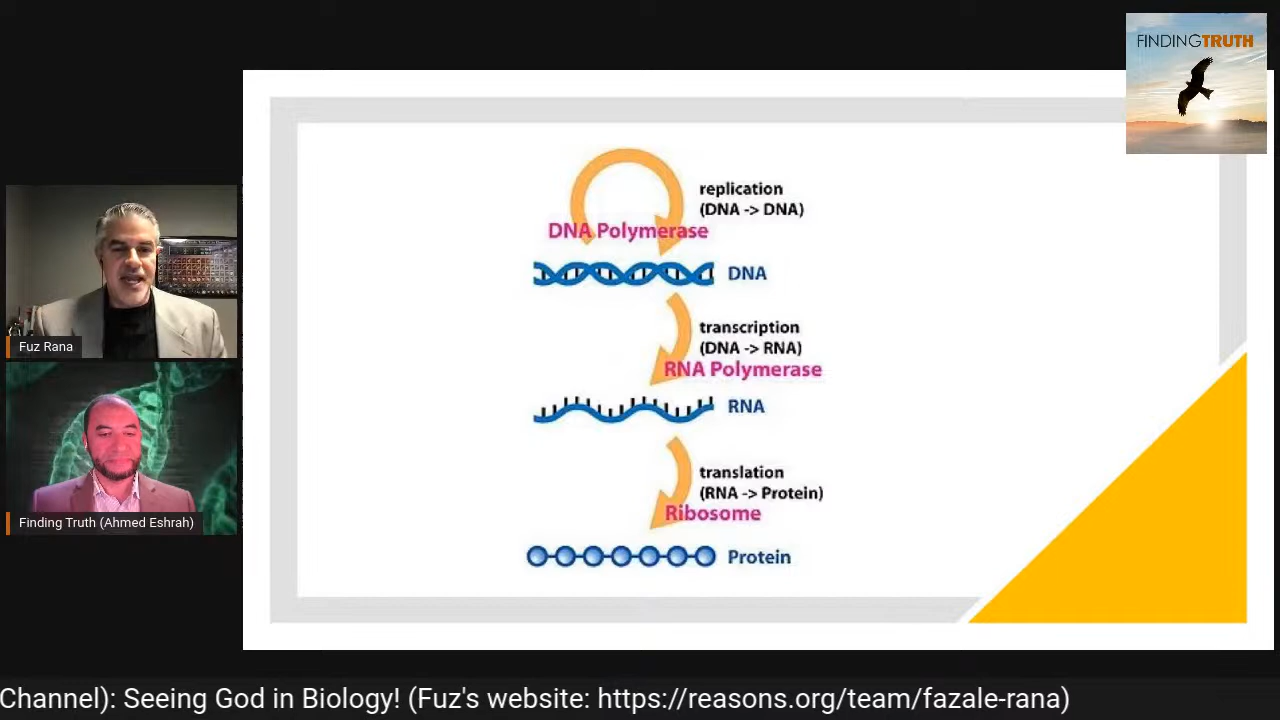 FINDINGTRUTH
replication
(DNA -> DNA)
DNA Polymerase
DNA
transcription
(DNA -> RNA)
RNA Polymerase
RNA
translation
(RNA -> Protein)
Ribosome
Protein
Fuz Rana
Finding Truth (Ahmed Eshrah)
Channel): Seeing God in Biology! (Fuz's website: https://reasons.org/team/fazale-rana)